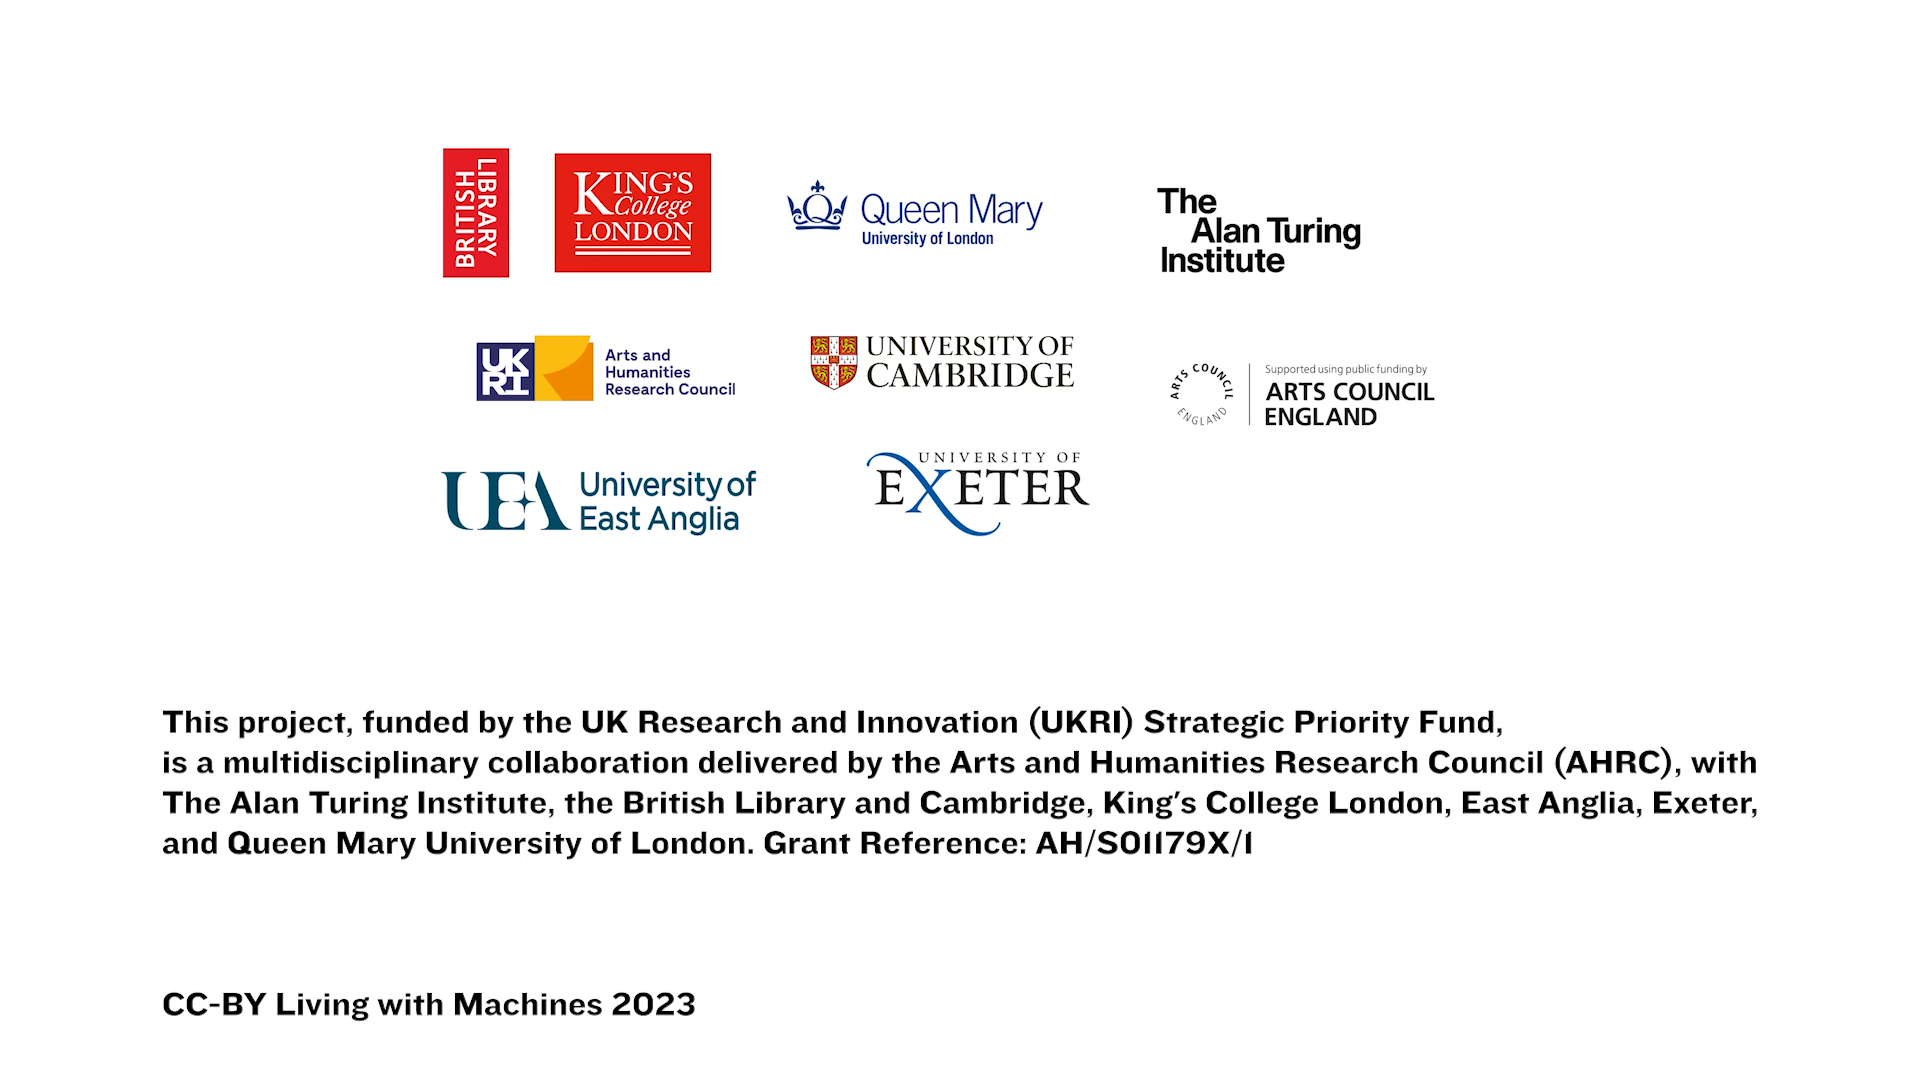 BRITISH
LIBRARY
KING'S
College
LONDON
Queen Mary
University of London
The
Alan Turing
Institute
UK
RI
Arts and
Humanities
Research Council
UNIVERSITY OF
CAMBRIDGE
ARTS COUNCIL
ENGLAND
Supported using public funding by
ARTS COUNCIL
ENGLAND
UEA
University of
East Anglia
UNIVERSITY OF
EXETER
This project, funded by the UK Research and Innovation (UKRI) Strategic Priority Fund,
is a multidisciplinary collaboration delivered by the Arts and Humanities Research Council (AHRC), with
The Alan Turing Institute, the British Library and Cambridge, King's College London, East Anglia, Exeter,
and Queen Mary University of London. Grant Reference: AH/S01179X/1
CC-BY Living with Machines 2023